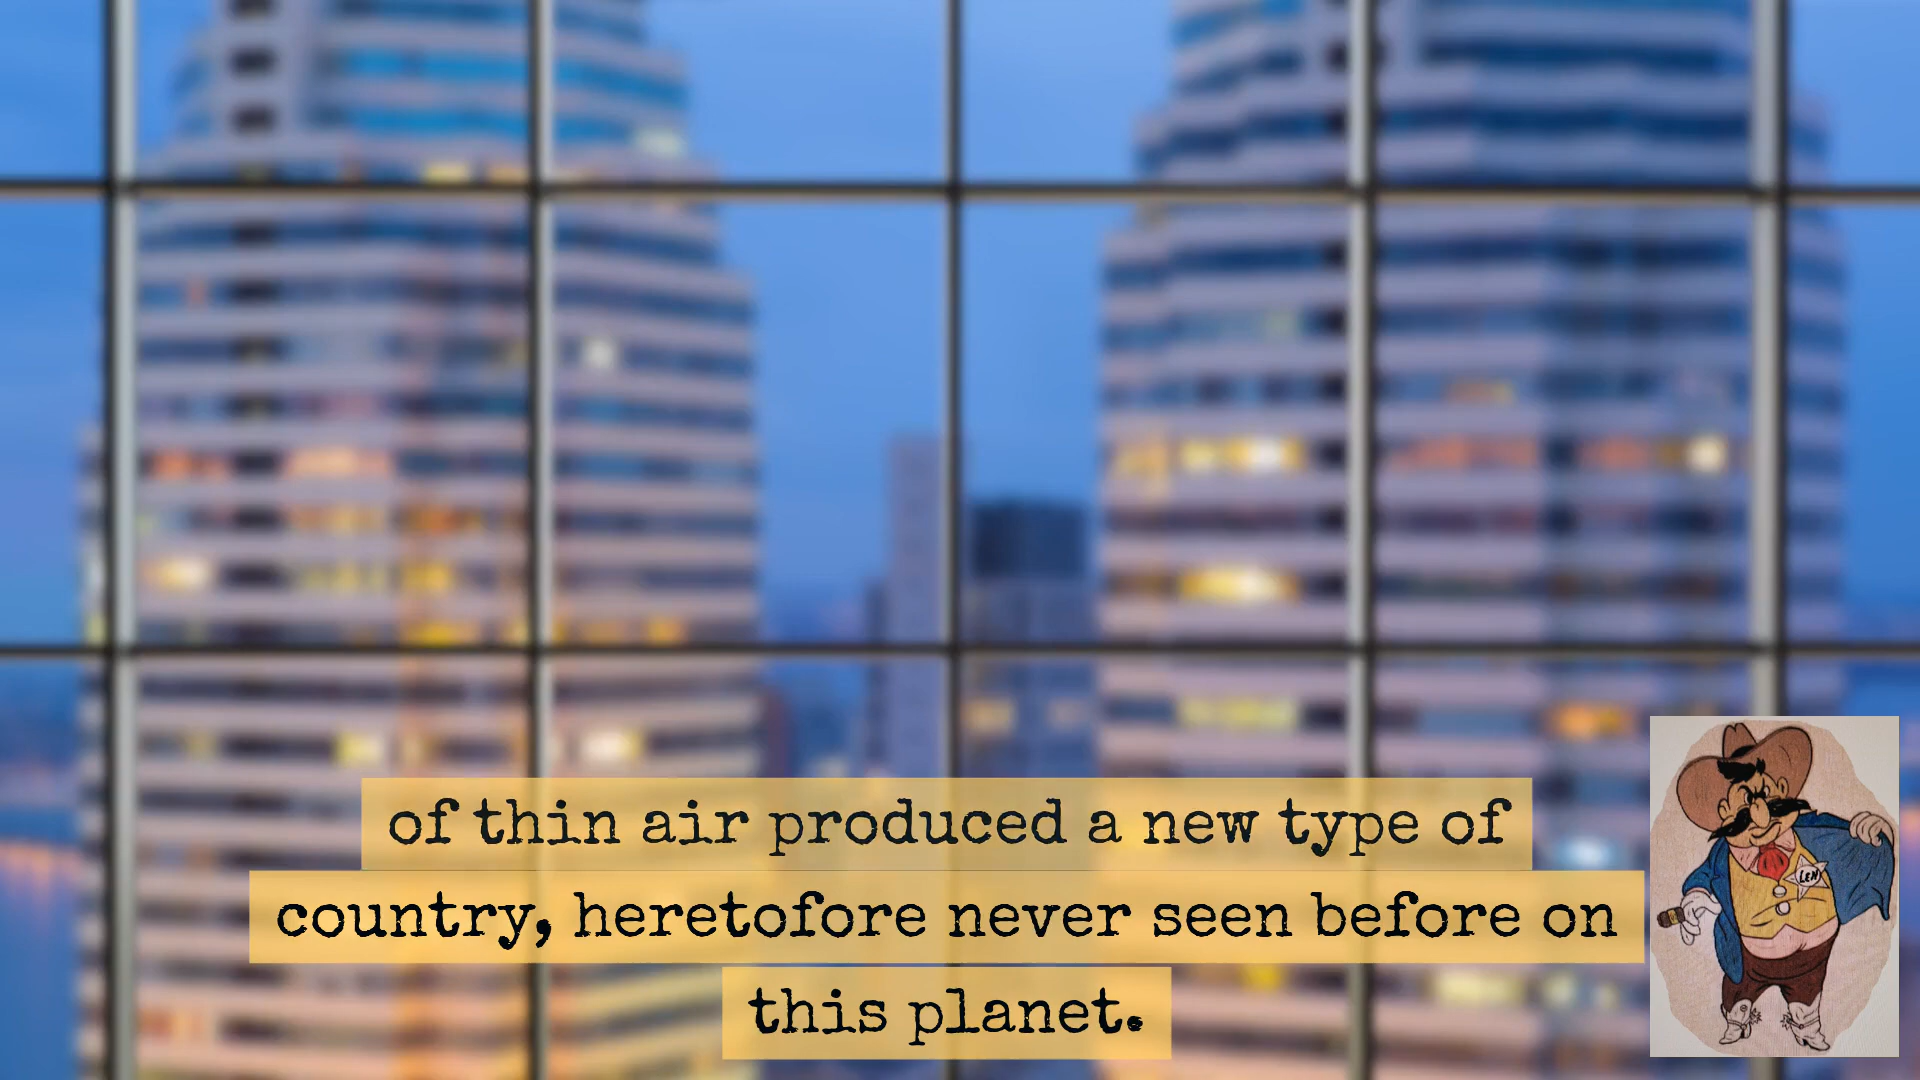 of thin air produced a new type of
country, heretofore never seen before on
this planet.
LEN